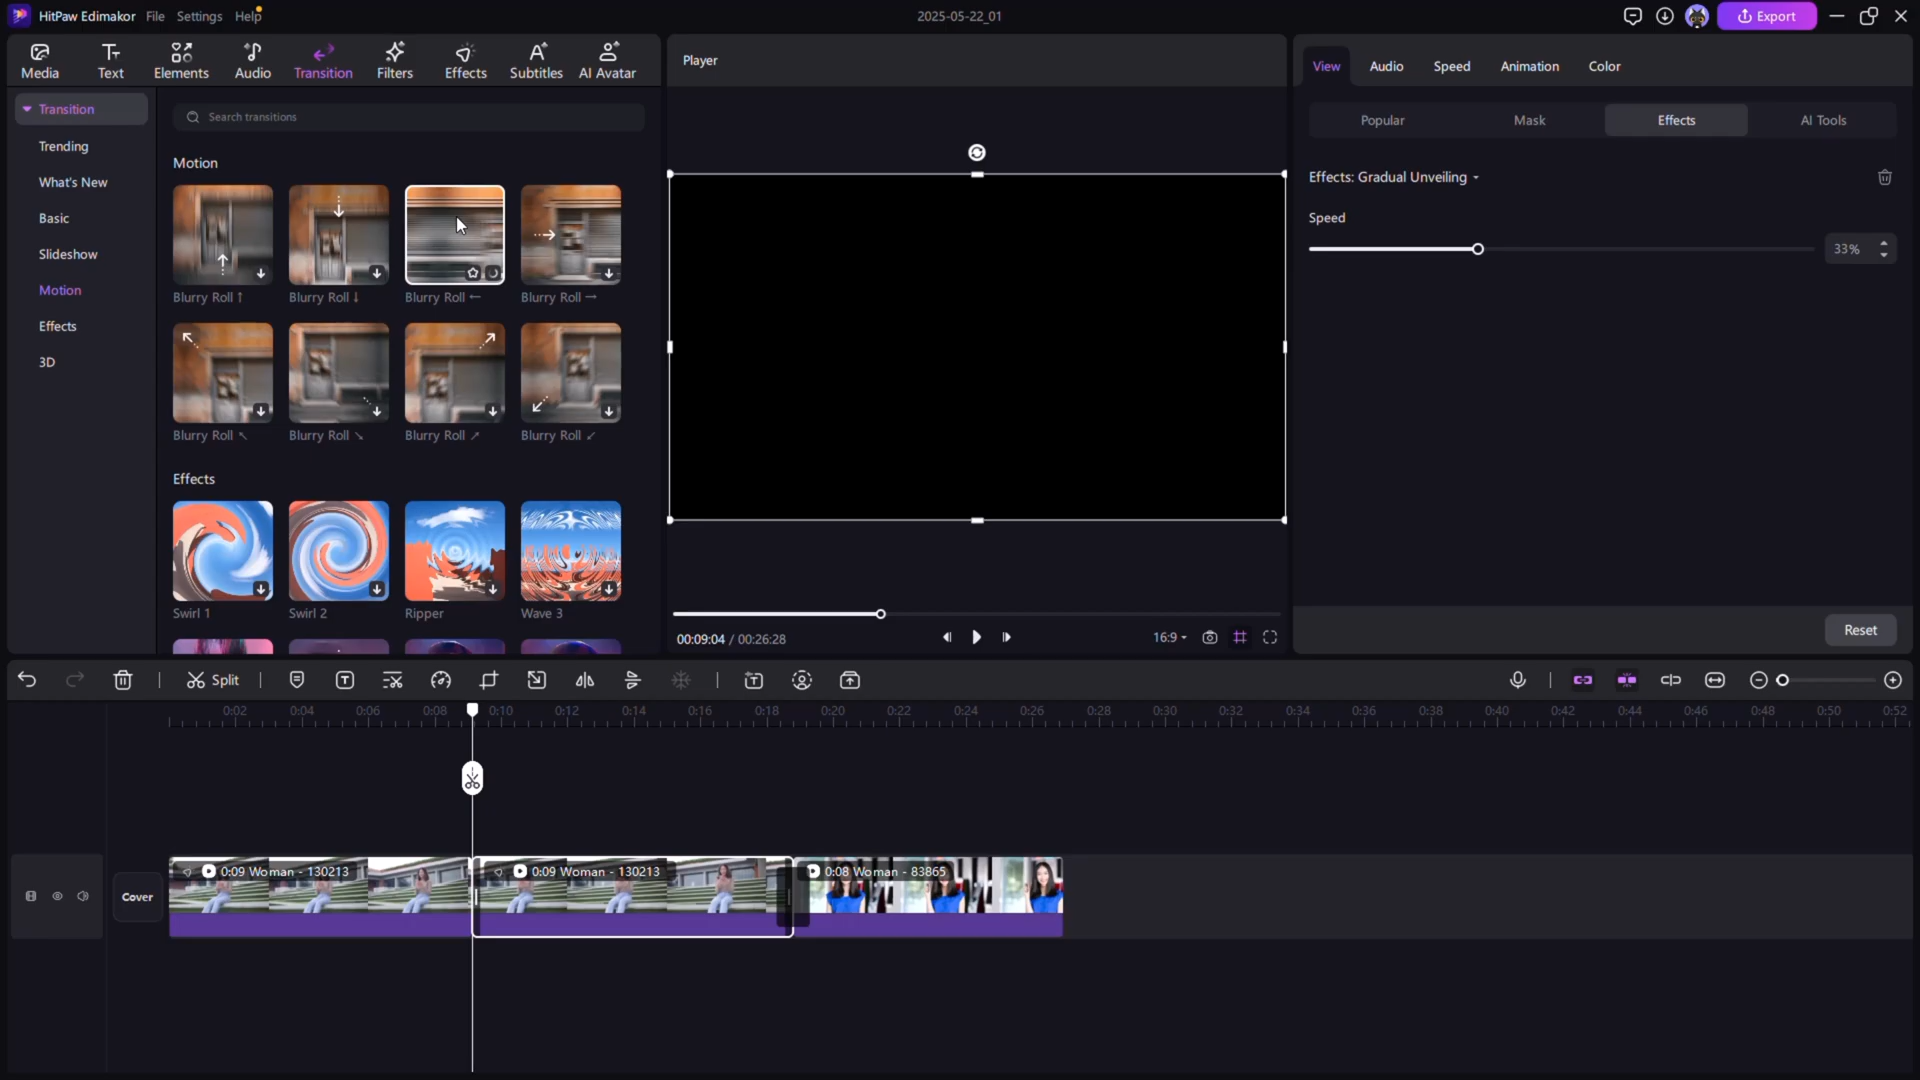 HitPaw Edimakor File Settings Help
2025-05-22_01
Export
Media Text Elements Audio Transition Filters Effects Subtitles AI Avatar
Transition
Trending
What's New
Basic
Slideshow
Motion
Effects
3D
Search transitions
Motion
Blurry Roll ↑ Blurry Roll ↓ Blurry Roll ← Blurry Roll →
Blurry Roll ↖ Blurry Roll ↘ Blurry Roll ↗ Blurry Roll ↙
Effects
Swirl 1 Swirl 2 Ripper Wave 3
Player
00:09:04 / 00:26:28
16:9
View Audio Speed Animation Color
Popular Mask Effects AI Tools
Effects: Gradual Unveiling
Speed
33%
Reset
Split
0:02 0:04 0:06 0:08 0:10 0:12 0:14 0:16 0:18 0:20 0:22 0:24 0:26 0:28 0:30 0:32 0:34 0:36 0:38 0:40 0:42 0:44 0:46 0:48 0:50 0:52
0:09 Woman - 130213 0:09 Woman - 130213 0:08 Woman - 83865
Cover